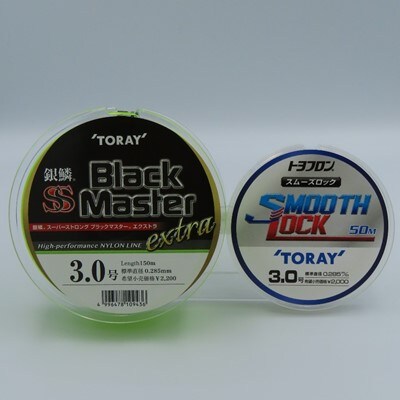 'TORAY'
銀鱗®
SS
Black
Master
extra
銀鱗® スーパーストロング ブラックマスター® エクストラ
High-performance NYLON LINE
3.0号
Length150m
標準直径0.285mm
希望小売価格¥2,200
4996478109436
トヨフロン®
スムーズロック
SMOOTH
LOCK
50M
'TORAY'
3.0号
標準直径0.285㎜
希望小売価格¥2,000